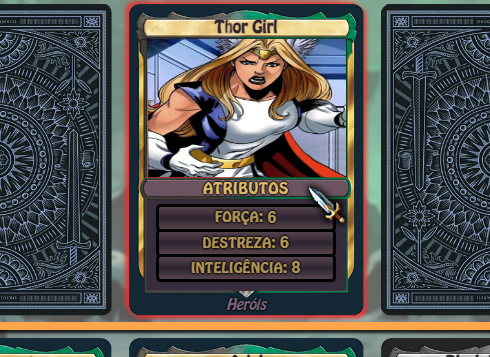 Thor Girl
ATRIBUTOS
FORÇA: 6
DESTREZA: 6
INTELIGÊNCIA: 8
Heróis